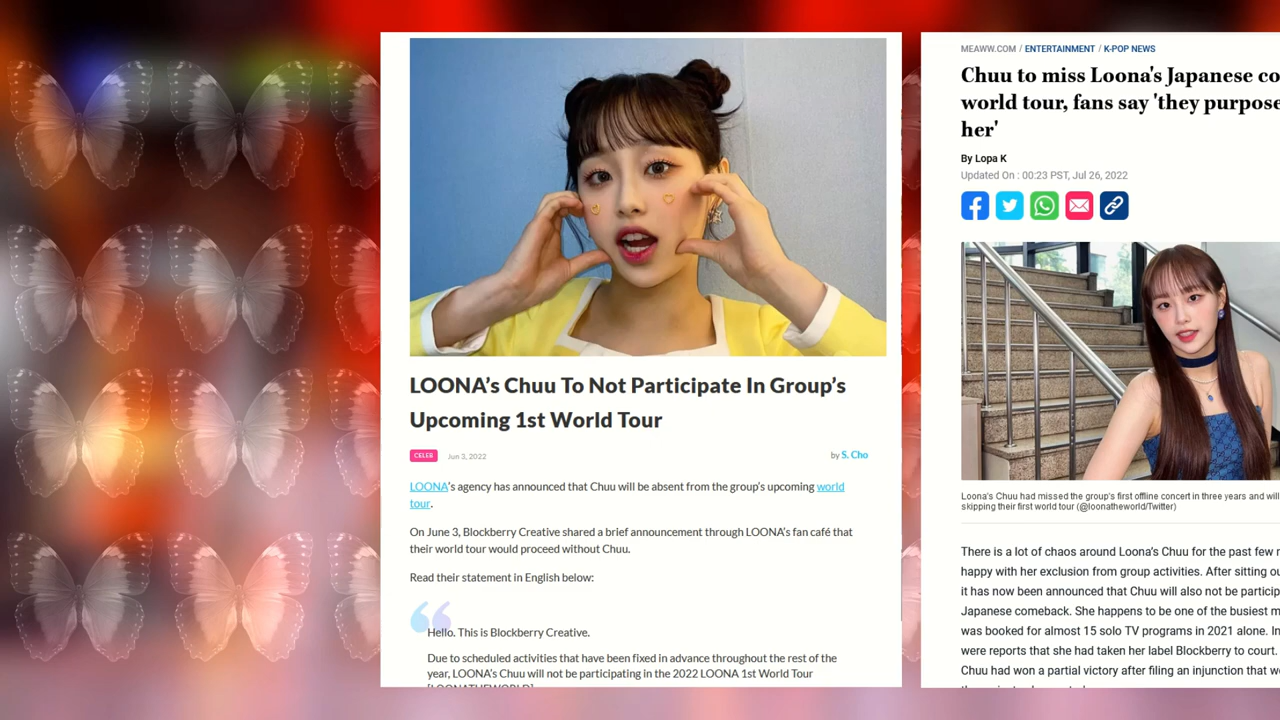 LOONA’s Chuu To Not Participate In Group’s
Upcoming 1st World Tour
CELEB Jun 3, 2022 by S. Cho
LOONA’s agency has announced that Chuu will be absent from the group’s upcoming world
tour.
On June 3, Blockberry Creative shared a brief announcement through LOONA’s fan café that
their world tour would proceed without Chuu.
Read their statement in English below:
Hello. This is Blockberry Creative.
Due to scheduled activities that have been fixed in advance throughout the rest of the
year, LOONA’s Chuu will not be participating in the 2022 LOONA 1st World Tour
[LOONATHEWORLD]
MEAWW.COM / ENTERTAINMENT / K-POP NEWS
Chuu to miss Loona's Japanese co
world tour, fans say 'they purpose
her'
By Lopa K
Updated On : 00:23 PST, Jul 26, 2022
Loona’s Chuu had missed the group’s first offline concert in three years and will
skipping their first world tour (@loonatheworld/Twitter)
There is a lot of chaos around Loona’s Chuu for the past few
happy with her exclusion from group activities. After sitting ou
it has now been announced that Chuu will also not be particip
Japanese comeback. She happens to be one of the busiest m
was booked for almost 15 solo TV programs in 2021 alone. In
were reports that she had taken her label Blockberry to court.
Chuu had won a partial victory after filing an injunction that w